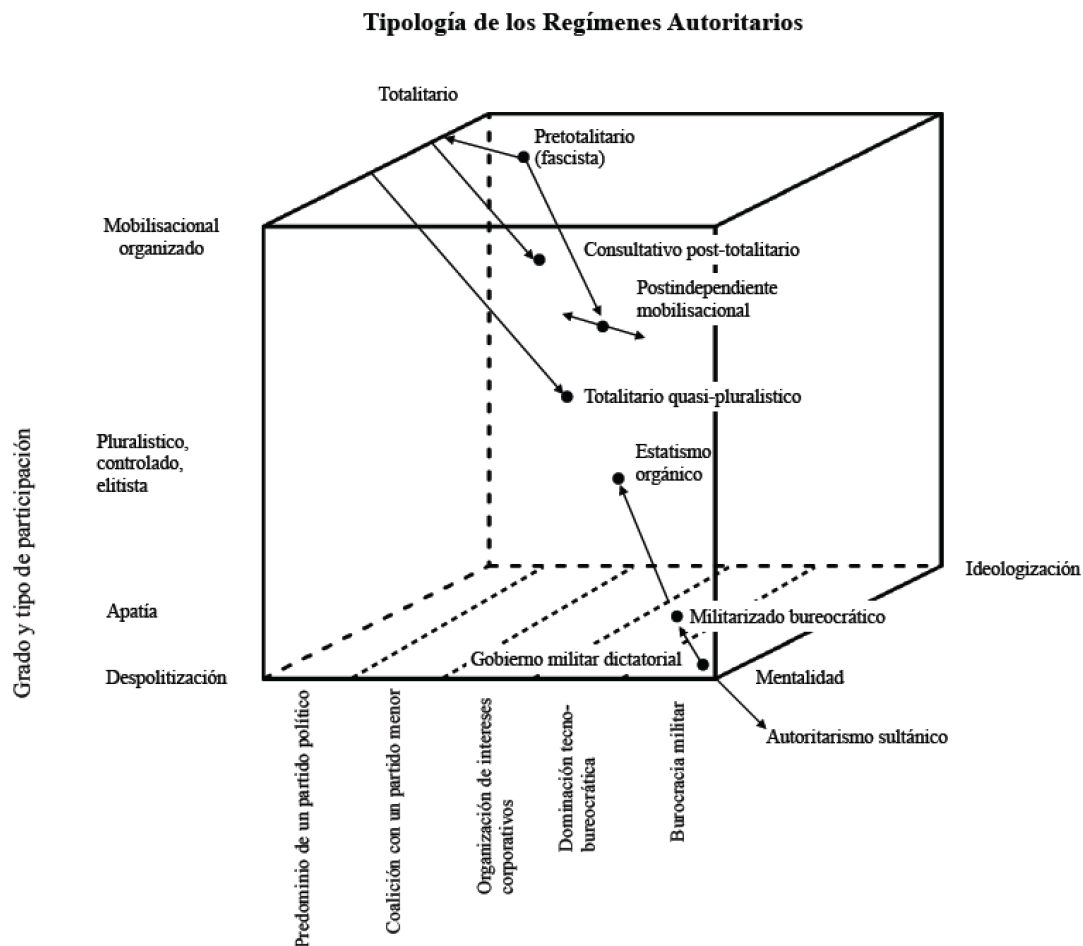 Tipología de los Regímenes Autoritarios
Totalitario
Pretotalitario
(fascista)
Mobilisacional
organizado
Consultativo post-totalitario
Postindependiente
mobilisacional
Totalitario quasi-pluralistico
Pluralistico,
controlado,
elitista
Estatismo
orgánico
Grado y tipo de participación
Ideologización
Apatía
Militarizado bureocrático
Gobierno militar dictatorial
Despolitización
Mentalidad
Autoritarismo sultánico
Predominio de un partido político
Coalición con un partido menor
Organización de intereses
corporativos
Dominación tecno-
bureocrática
Burocracia militar